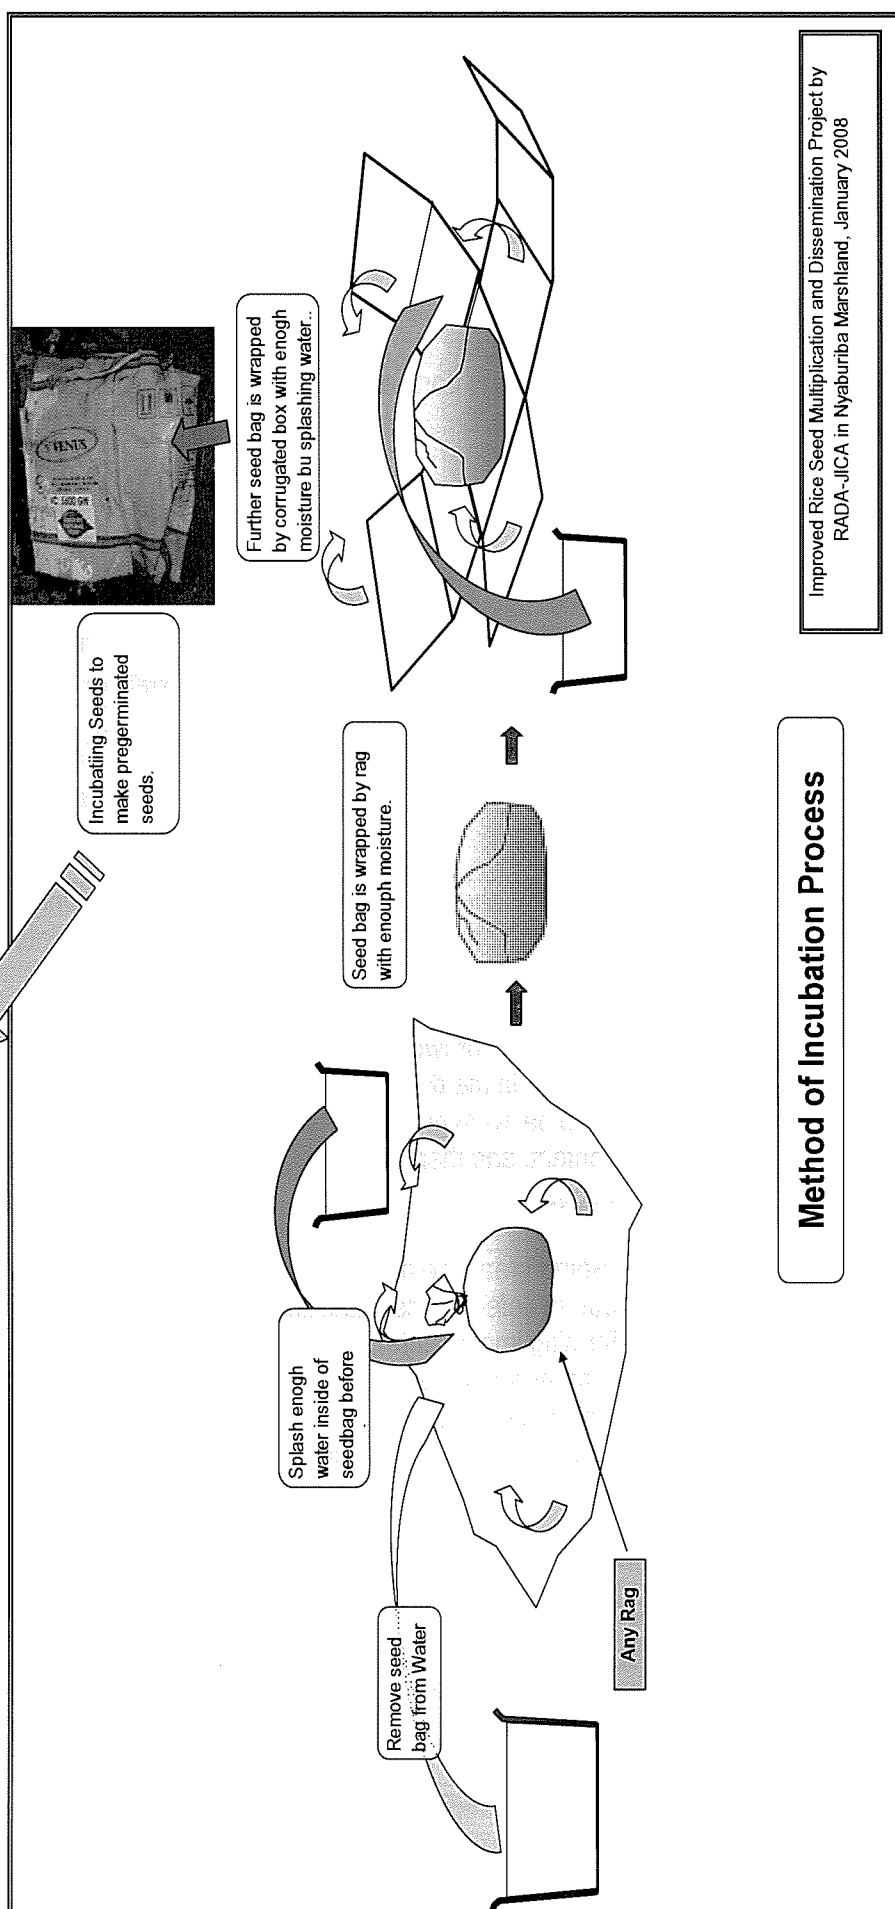 Improved Rice Seed Multiplication and Dissemination Project by
RADA-JICA in Nyaburiba Marshland, January 2008
Method of Incubation Process
Remove seed
bag from Water
Splash enogh
water inside of
seedbag before
Any Rag
Seed bag is wrapped by rag
with enouph moisture.
Further seed bag is wrapped
by corrugated box with enogh
moisture bu splashing water..
Incubatiing Seeds to
make pregerminated
seeds.
VENUS